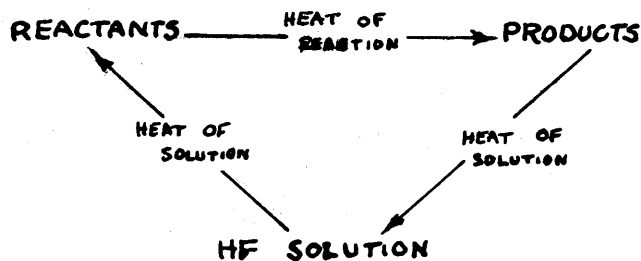 REACTANTS
HEAT OF
REACTION
PRODUCTS
HEAT OF
SOLUTION
HEAT OF
SOLUTION
HF SOLUTION